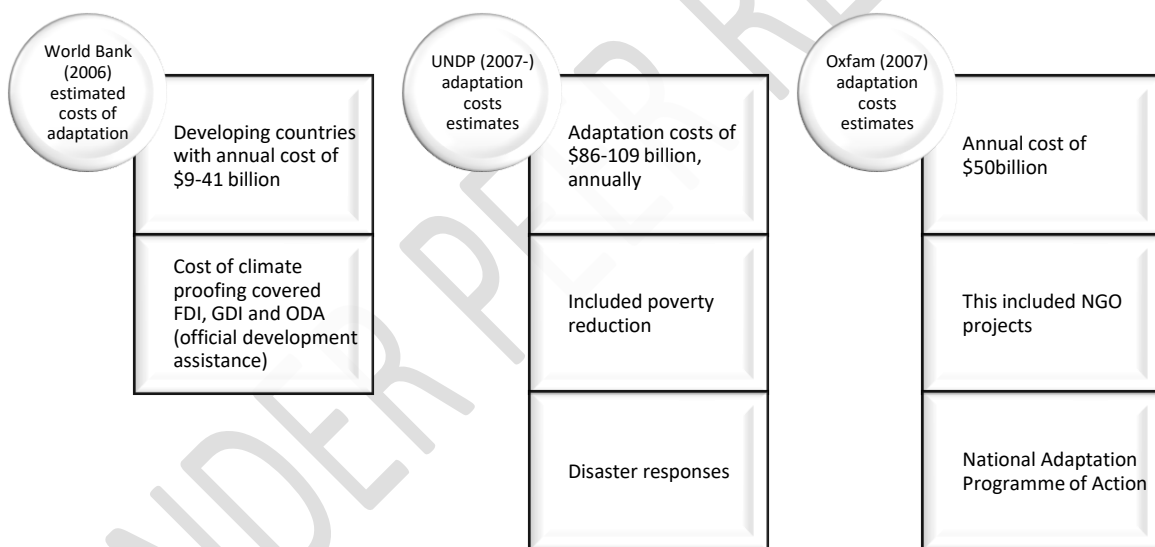 World Bank
(2006)
estimated
costs of
adaptation
Developing countries
with annual cost of
$9-41 billion
Cost of climate
proofing covered
FDI, GDI and ODA
(official development
assistance)
UNDP (2007-)
adaptation
costs
estimates
Adaptation costs of
$86-109 billion,
annually
Included poverty
reduction
Disaster responses
Oxfam (2007)
adaptation
costs
estimates
Annual cost of
$50billion
This included NGO
projects
National Adaptation
Programme of Action
NDER PEER RE